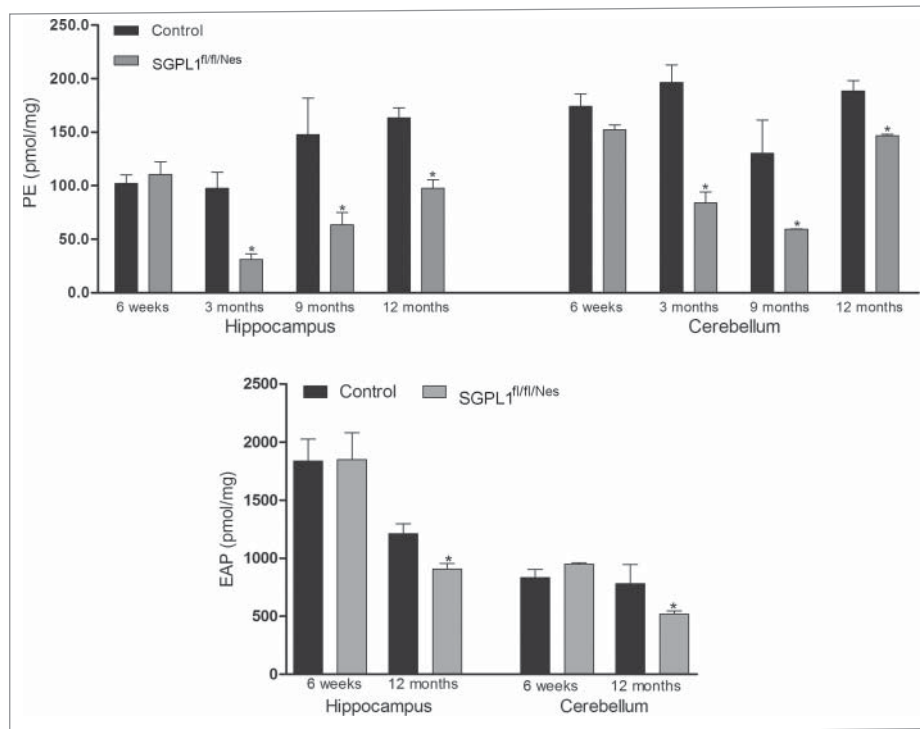 250.0
200.0
150.0
100.0
50.0
0.0
PE (pmol/mg)
Control
SGPL1fl/fl/Nes
* * * * * *
6 weeks 3 months 9 months 12 months 6 weeks 3 months 9 months 12 months
Hippocampus Cerebellum
2500
2000
1500
1000
500
0
EAP (pmol/mg)
Control SGPL1fl/fl/Nes
* *
6 weeks 12 months 6 weeks 12 months
Hippocampus Cerebellum